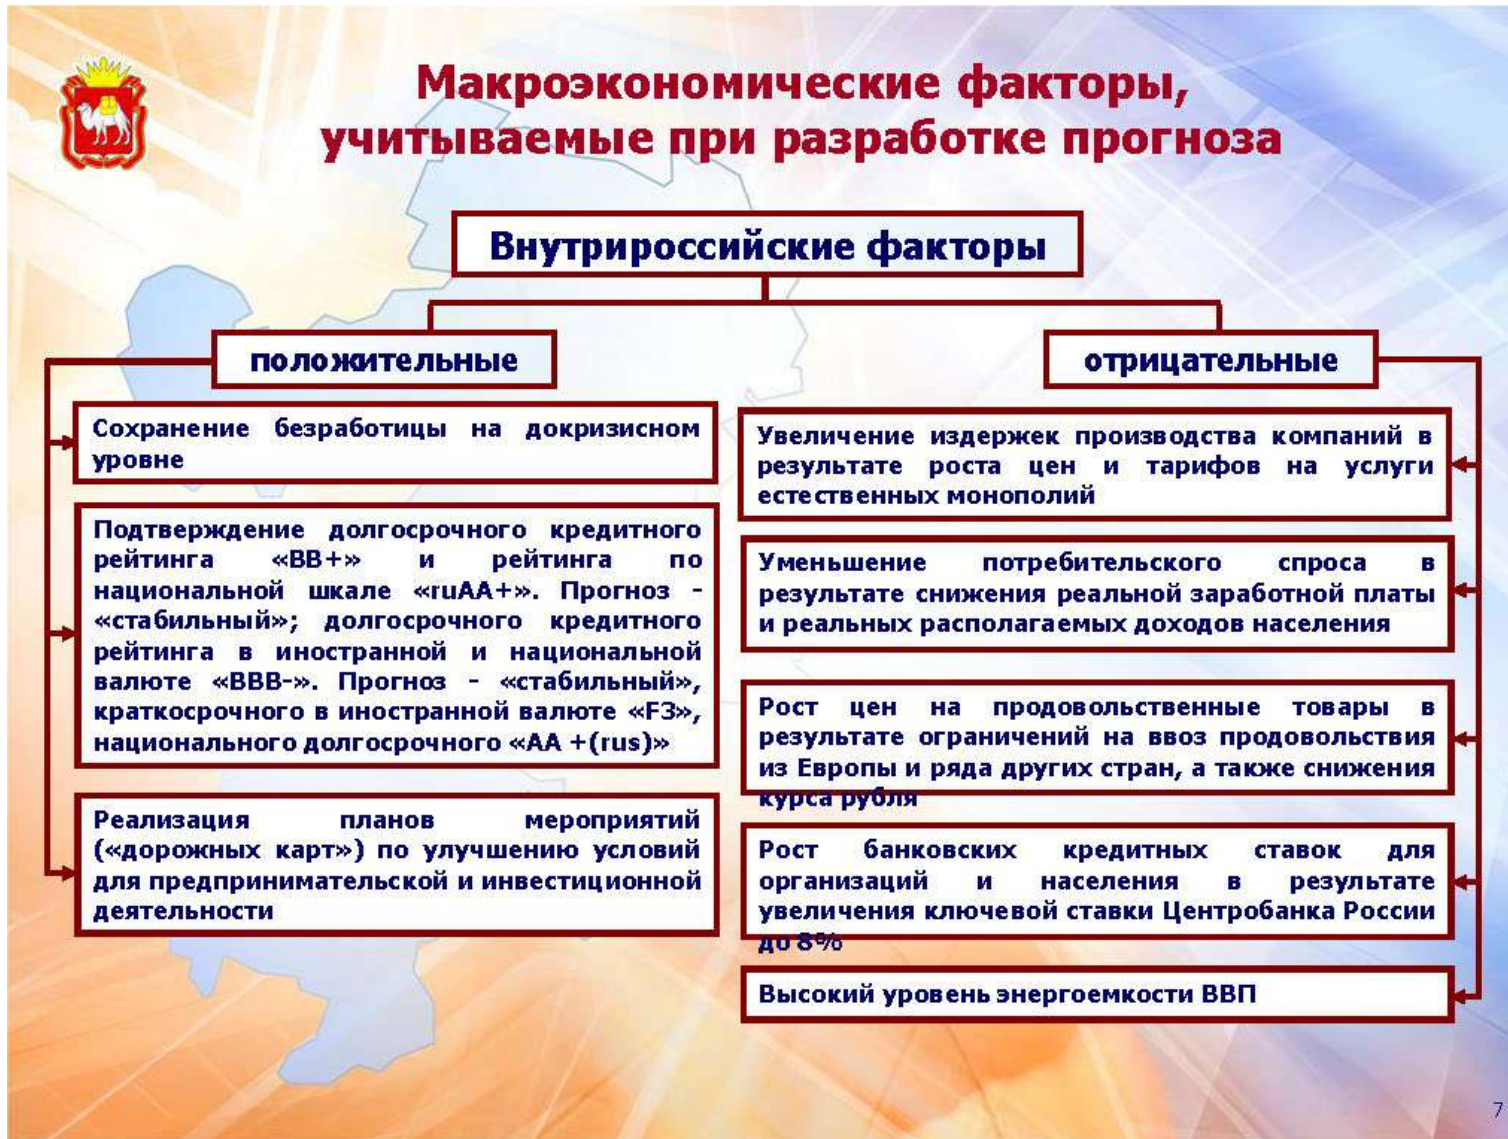 Макроэкономические факторы,
учитываемые при разработке прогноза
Внутрироссийские факторы
положительные
Сохранение безработицы на докризисном
уровне
Подтверждение долгосрочного кредитного
рейтинга «BB+» и рейтинга по
национальной шкале «ruAA+». Прогноз -
«стабильный»; долгосрочного кредитного
рейтинга в иностранной и национальной
валюте «BBB-». Прогноз - «стабильный»,
краткосрочного в иностранной валюте «F3»,
национального долгосрочного «AA +(rus)»
Реализация планов мероприятий
(«дорожных карт») по улучшению условий
для предпринимательской и инвестиционной
деятельности
отрицательные
Увеличение издержек производства компаний в
результате роста цен и тарифов на услуги
естественных монополий
Уменьшение потребительского спроса в
результате снижения реальной заработной платы
и реальных располагаемых доходов населения
Рост цен на продовольственные товары в
результате ограничений на ввоз продовольствия
из Европы и ряда других стран, а также снижения
курса рубля
Рост банковских кредитных ставок для
организаций и населения в результате
увеличения ключевой ставки Центробанка России
до 8%
Высокий уровень энергоемкости ВВП
7